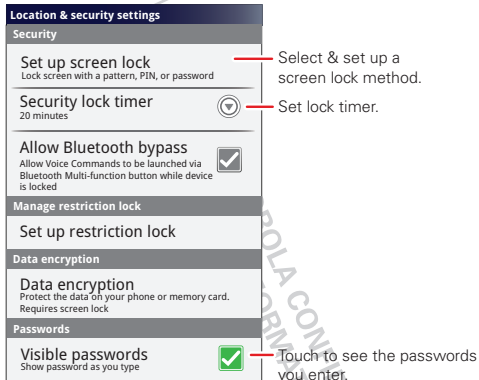 Location & security settings
Security
Set up screen lock
Lock screen with a pattern, PIN, or password
Select & set up a
screen lock method.
Security lock timer
20 minutes
Set lock timer.
Allow Bluetooth bypass
Allow Voice Commands to be launched via
Bluetooth Multi-function button while device
is locked
Manage restriction lock
Set up restriction lock
Data encryption
Data encryption
Protect the data on your phone or memory card.
Requires screen lock
Passwords
Visible passwords
Show password as you type
Touch to see the passwords
you enter.